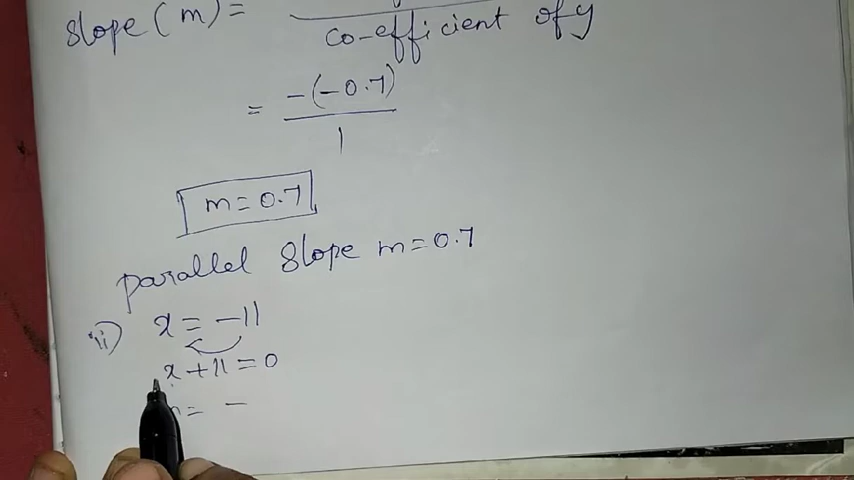 slope (m) =
co-efficient of y
= -(-0.7)
1
m = 0.7
parallel slope m = 0.7
ii) x = -11
x + 11 = 0
= -